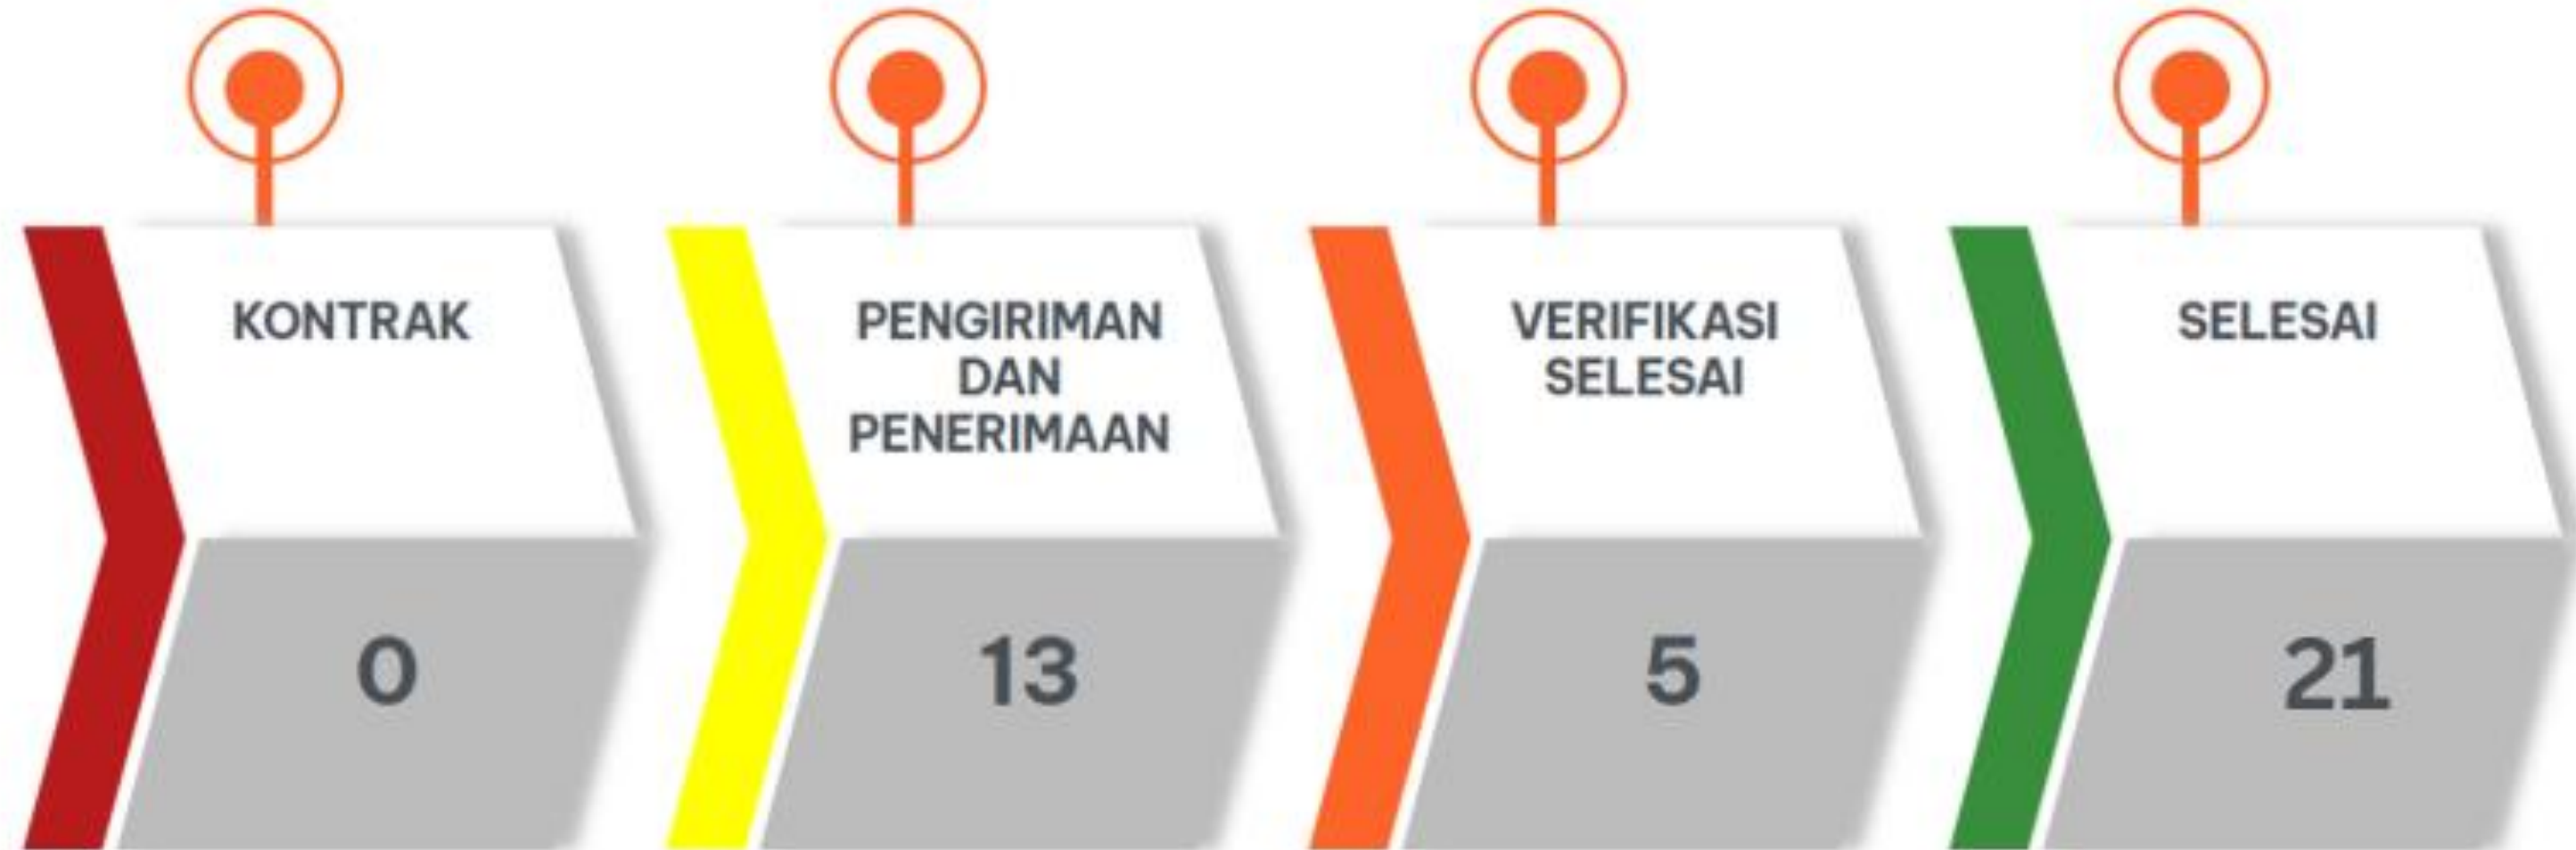 KONTRAK
0
PENGIRIMAN
DAN
PENERIMAAN
13
VERIFIKASI
SELESAI
5
SELESAI
21